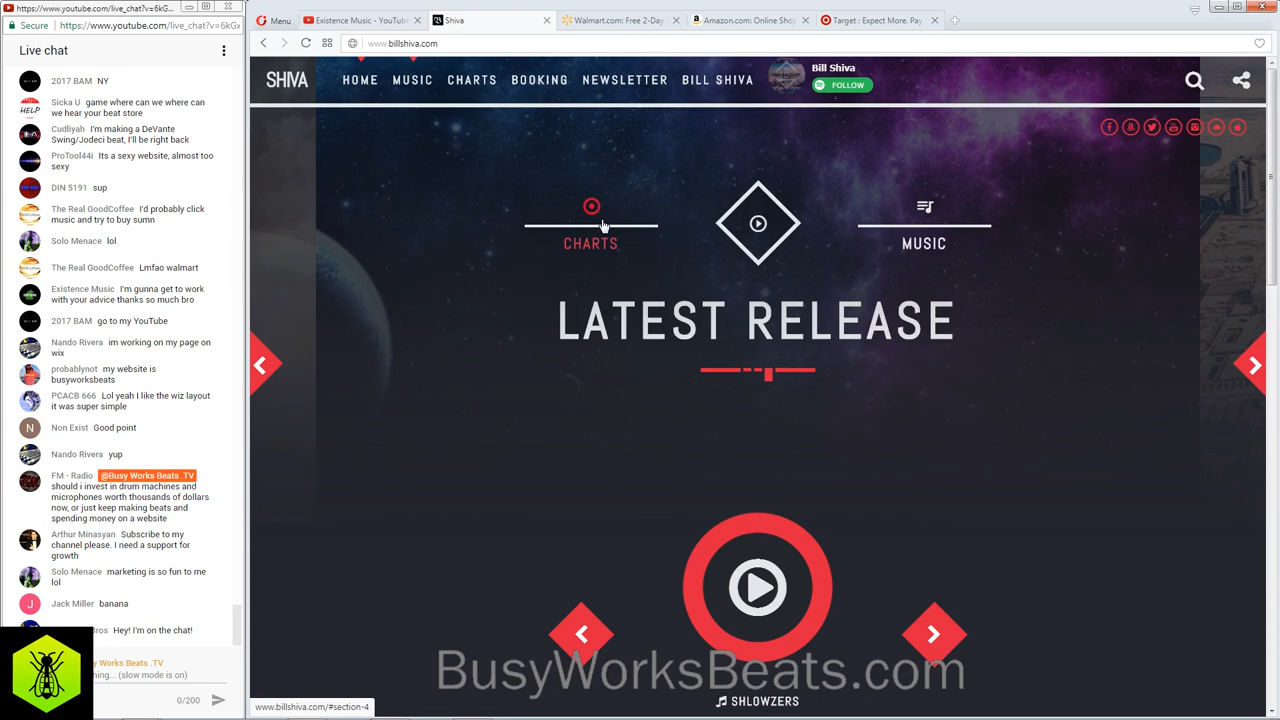 https://www.youtube.com/live_chat?v=6kG...
Secure https://www.youtube.com/live_chat?v=6kGx
Live chat
2017 BAM NY
Sicka U game where can we where can
we hear your beat store
Cudliyah I'm making a DeVante
Swing/Jodeci beat, I'll be right back
ProTool44i Its a sexy website, almost too
sexy
DIN 5191 sup
The Real GoodCoffee I'd probably click
music and try to buy sumn
Solo Menace lol
The Real GoodCoffee Lmfao walmart
Existence Music I'm gunna get to work
with your advice thanks so much bro
2017 BAM go to my YouTube
Nando Rivera im working on my page on
wix
probablynot my website is
busyworksbeats
PCACB 666 Lol yeah I like the wiz layout
it was super simple
Non Exist Good point
Nando Rivera yup
FM - Radio @Busy Works Beats .TV
should i invest in drum machines and
microphones worth thousands of dollars
now, or just keep making beats and
spending money on a website
Arthur Minasyan Subscribe to my
channel please. I need a support for
growth
Solo Menace marketing is so fun to me
lol
Jack Miller banana
Bros Hey! I'm on the chat!
y Works Beats .TV
hing... (slow mode is on)
0/200
Menu
Existence Music - YouTube
Shiva
Walmart.com: Free 2-Day
Amazon.com: Online Shop
Target : Expect More. Pay
www.billshiva.com
SHIVA HOME MUSIC CHARTS BOOKING NEWSLETTER BILL SHIVA
Bill Shiva
FOLLOW
CHARTS
MUSIC
LATEST RELEASE
BusyWorksBeats.com
SHLOWZERS
www.billshiva.com/#section-4